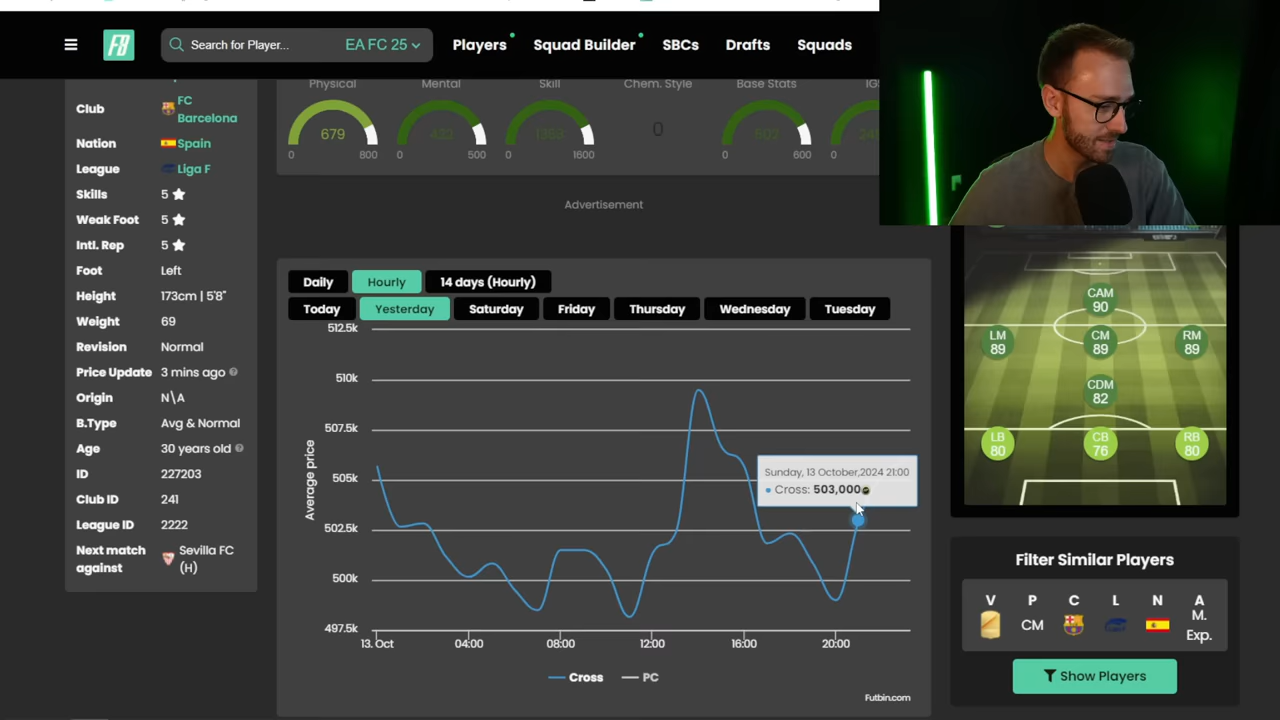 F8
Search for Player...
EA FC 25
Players
Squad Builder
SBCs
Drafts
Squads
Club
FC Barcelona
Nation
Spain
League
Liga F
Skills
5
Weak Foot
5
Intl. Rep
5
Foot
Left
Height
173cm | 5'8"
Weight
69
Revision
Normal
Price Update
3 mins ago
Origin
N\A
B.Type
Avg & Normal
Age
30 years old
ID
227203
Club ID
241
League ID
2222
Next match against
Sevilla FC (H)
Physical
679
0
800
Mental
0
500
Skill
0
1600
Chem. Style
0
Base Stats
0
600
0
Advertisement
Daily
Hourly
14 days (Hourly)
Today
Yesterday
Saturday
Friday
Thursday
Wednesday
Tuesday
Average price
512.5k
510k
507.5k
505k
502.5k
500k
497.5k
13. Oct
04:00
08:00
12:00
16:00
20:00
Sunday, 13 October,2024 21:00
Cross: 503,000
Cross
PC
Futbin.com
CAM
90
LM
89
CM
89
RM
89
CDM
82
LB
80
CB
76
RB
80
Filter Similar Players
V
P
C
L
N
A
CM
M. Exp.
Show Players